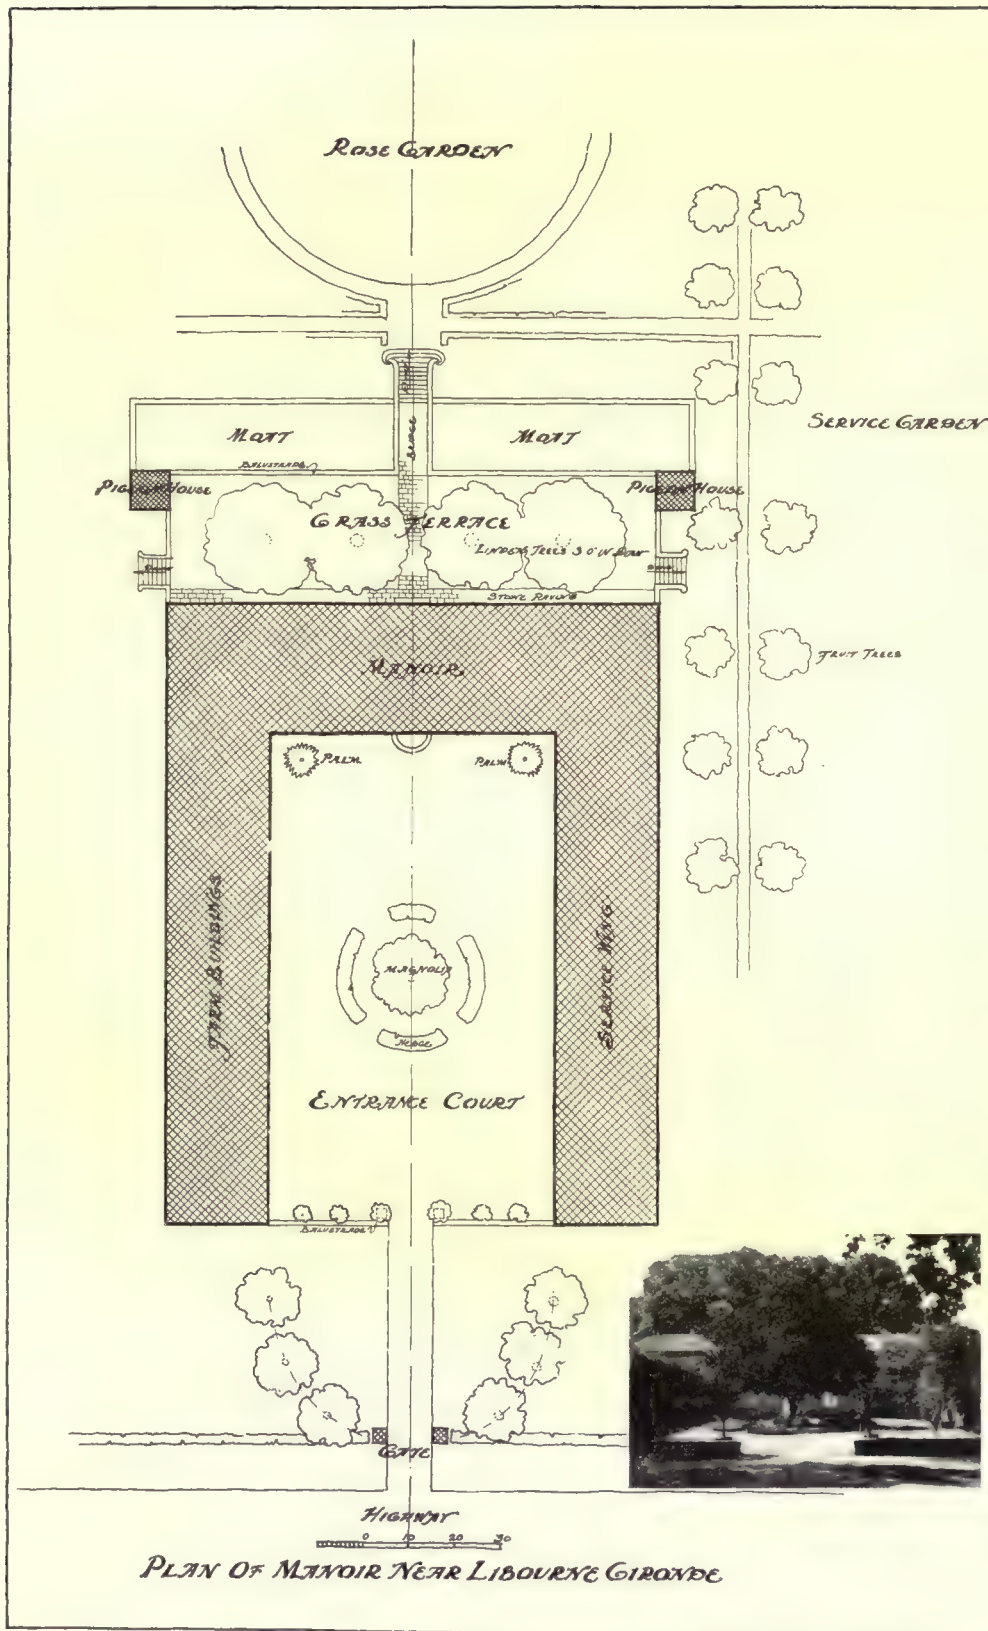 ROSE GARDEN
SERVICE GARDEN
MOAT
MOAT
BRIDGE
BALUSTRADE
PIGEON HOUSE
PIGEON HOUSE
GRASS TERRACE
LINDEN TREES 30"W
STONE PAVING
MANOIR
FRUIT TREES
PALM
PALM
FARM BUILDINGS
SERVICE WING
MAGNOLIA
HEDGE
ENTRANCE COURT
BALUSTRADE
GATE
HIGHWAY
0 10 20 30
PLAN OF MANOIR NEAR LIBOURNE GIRONDE